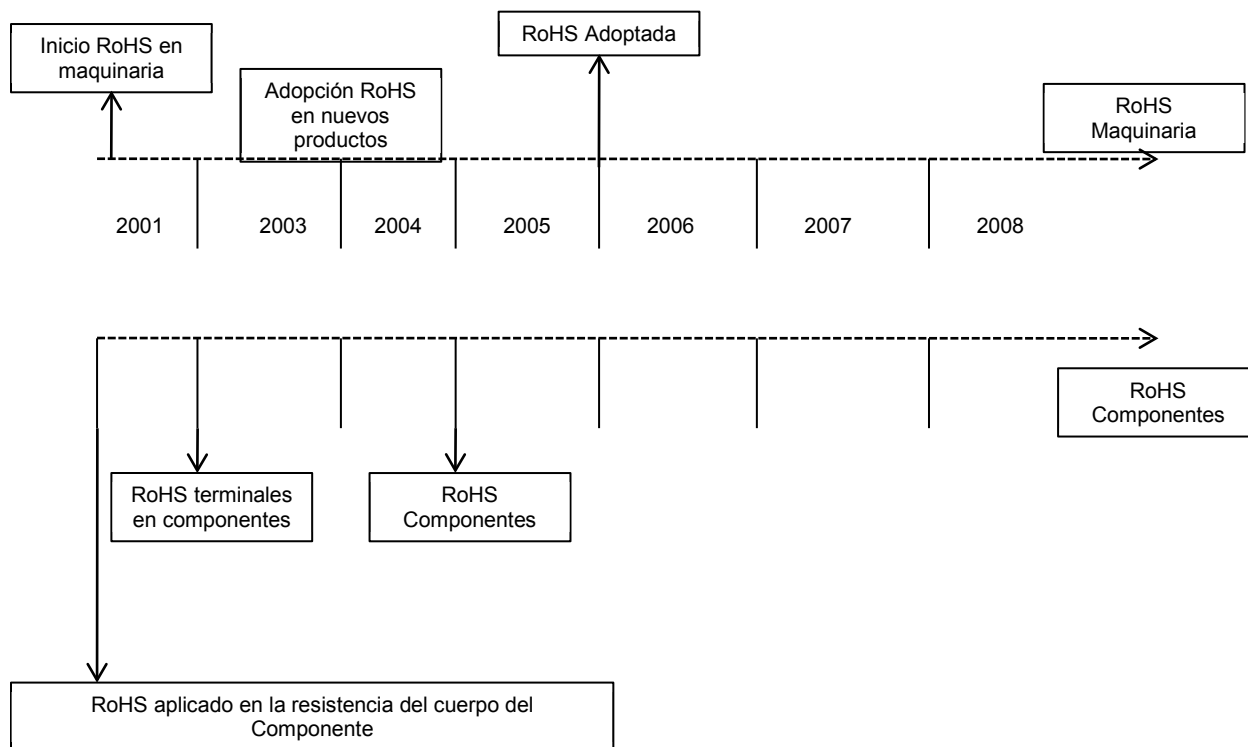 Inicio RoHS en
maquinaria
RoHS Adoptada
Adopción RoHS
en nuevos
productos
RoHS
Maquinaria
2001
2003
2004
2005
2006
2007
2008
RoHS
Componentes
RoHS terminales
en componentes
RoHS
Componentes
RoHS aplicado en la resistencia del cuerpo del
Componente